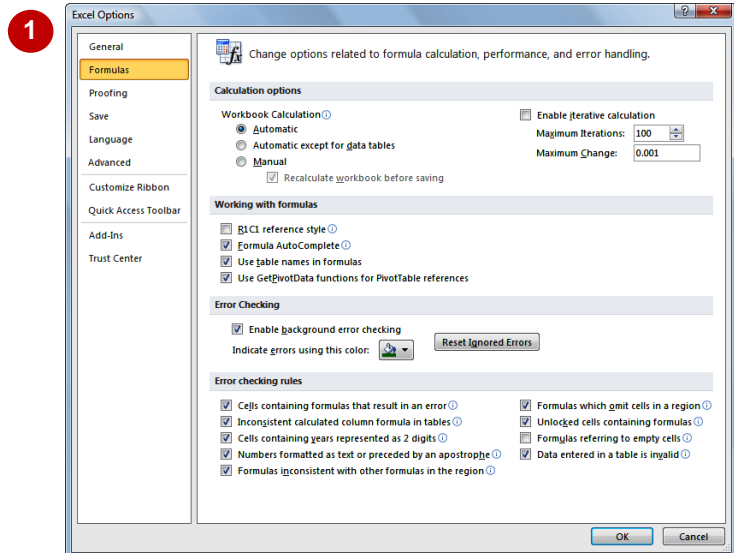 1
Excel Options
General
Formulas
Proofing
Save
Language
Advanced
Customize Ribbon
Quick Access Toolbar
Add-Ins
Trust Center
Change options related to formula calculation, performance, and error handling.
Calculation options
Workbook Calculation
Automatic
Automatic except for data tables
Manual
Recalculate workbook before saving
Enable iterative calculation
Maximum Iterations: 100
Maximum Change: 0.001
Working with formulas
R1C1 reference style
Formula AutoComplete
Use table names in formulas
Use GetPivotData functions for PivotTable references
Error Checking
Enable background error checking
Indicate errors using this color:
Reset Ignored Errors
Error checking rules
Cells containing formulas that result in an error
Inconsistent calculated column formula in tables
Cells containing years represented as 2 digits
Numbers formatted as text or preceded by an apostrophe
Formulas inconsistent with other formulas in the region
Formulas which omit cells in a region
Unlocked cells containing formulas
Formulas referring to empty cells
Data entered in a table is invalid
OK
Cancel